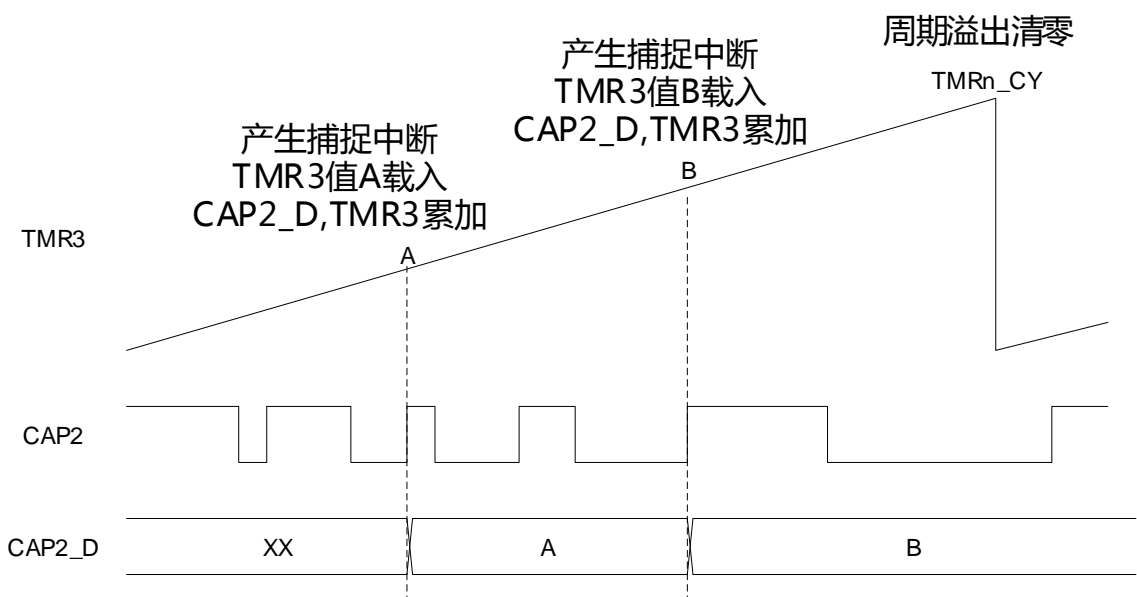 周期溢出清零
TMRn_CY
产生捕捉中断
TMR3值B载入
CAP2_D,TMR3累加
产生捕捉中断
TMR3值A载入
CAP2_D,TMR3累加
B
TMR3
A
CAP2
CAP2_D
XX
A
B